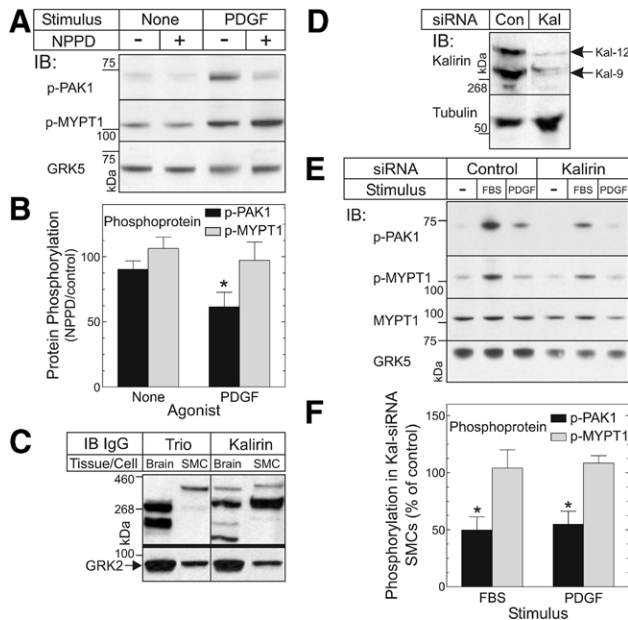 A
Stimulus None PDGF
NPPD - + - +
IB:
75
p-PAK1
p-MYPT1
100
75
GRK5
kDa
B
Protein Phosphorylation
(NPPD/control)
100
50
0
Phosphoprotein
p-PAK1
p-MYPT1
*
None PDGF
Agonist
C
IB IgG Trio Kalirin
Tissue/Cell Brain SMC Brain SMC
460
268
kDa
100
GRK2
D
siRNA Con Kal
IB:
Kalirin
kDa
268
Kal-12
Kal-9
Tubulin
50
E
siRNA Control Kalirin
Stimulus - FBS PDGF - FBS PDGF
IB:
75
p-PAK1
p-MYPT1
100
MYPT1
100
75
GRK5
kDa
F
Phosphorylation in Kal-siRNA
SMCs (% of control)
150
100
50
0
Phosphoprotein
p-PAK1
p-MYPT1
* *
FBS PDGF
Stimulus